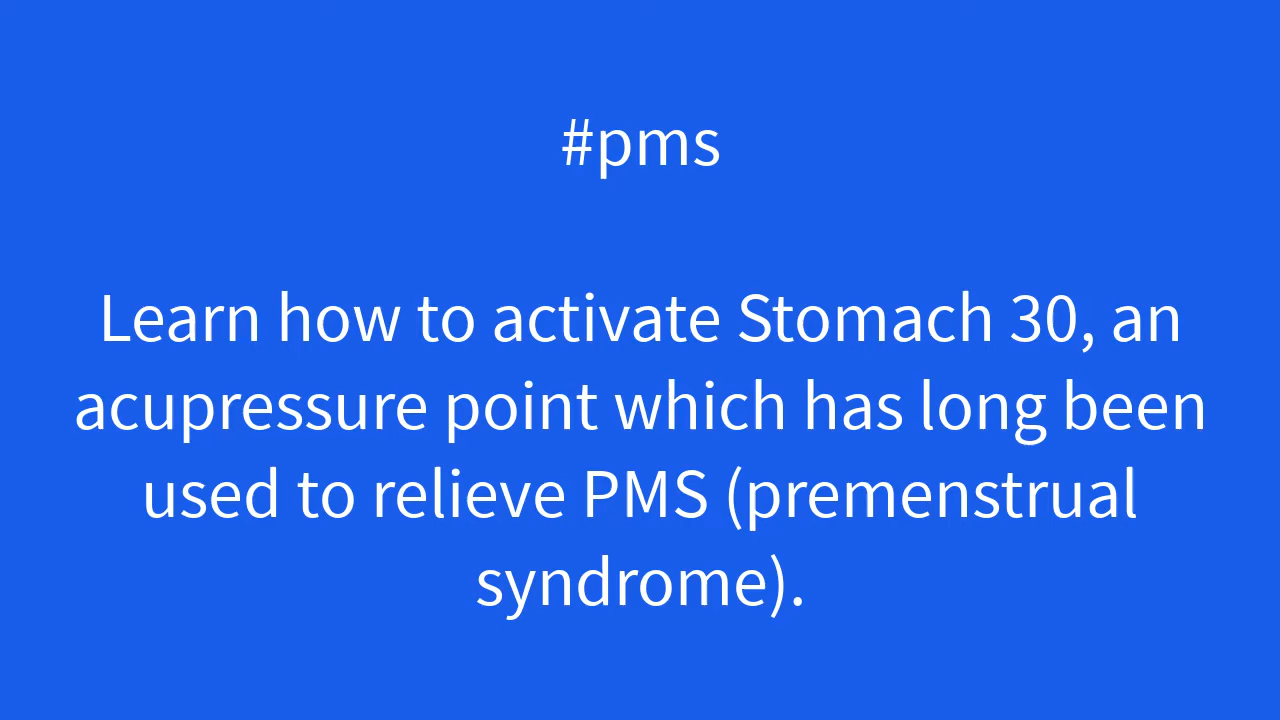 #pms
Learn how to activate Stomach 30, an
acupressure point which has long been
used to relieve PMS (premenstrual
syndrome).